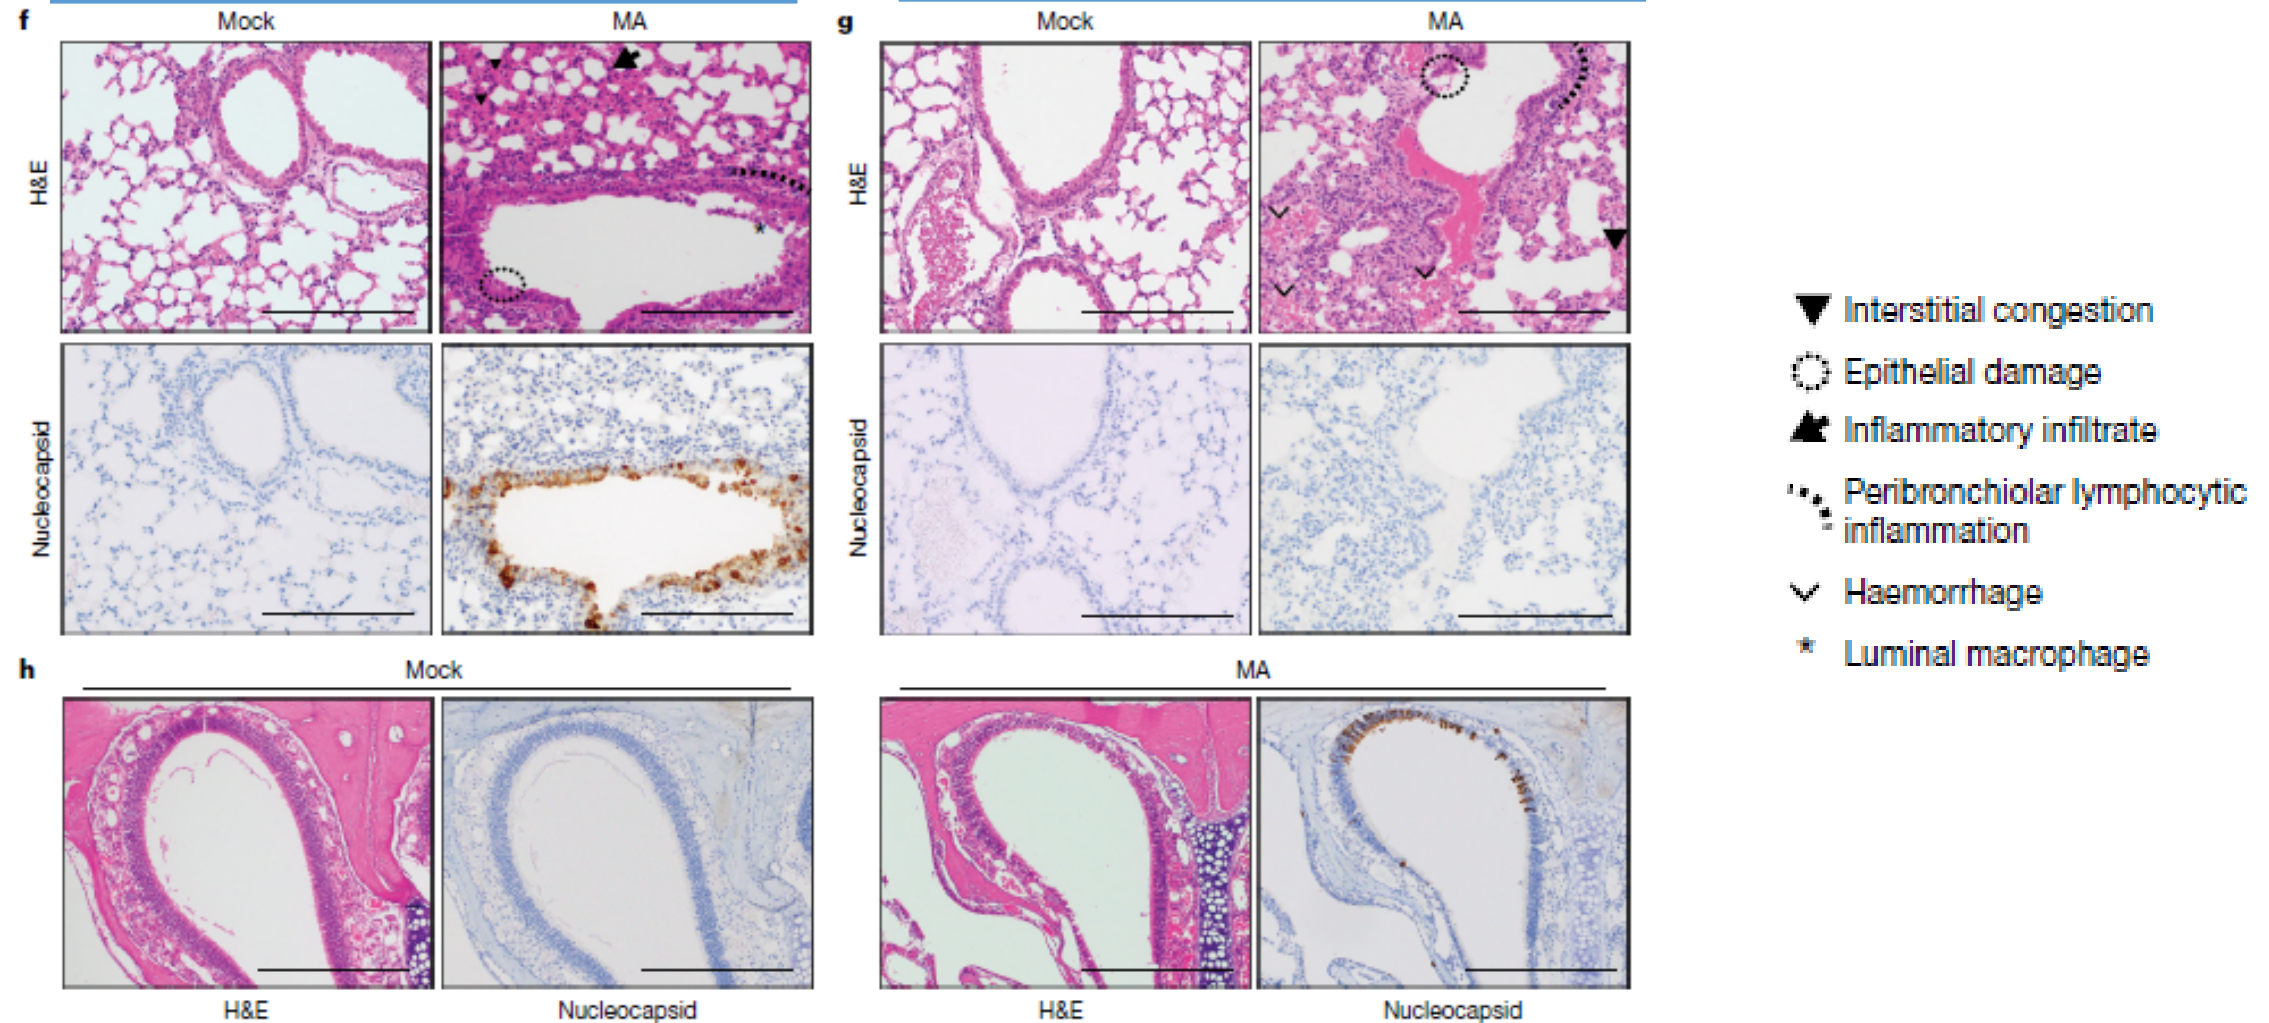 f
Mock
MA
g
Mock
MA
H&E
H&E
Nucleocapsid
Nucleocapsid
Interstitial congestion
Epithelial damage
Inflammatory infiltrate
Peribronchiolar lymphocytic
inflammation
Haemorrhage
* Luminal macrophage
*
h
Mock
MA
H&E
Nucleocapsid
H&E
Nucleocapsid